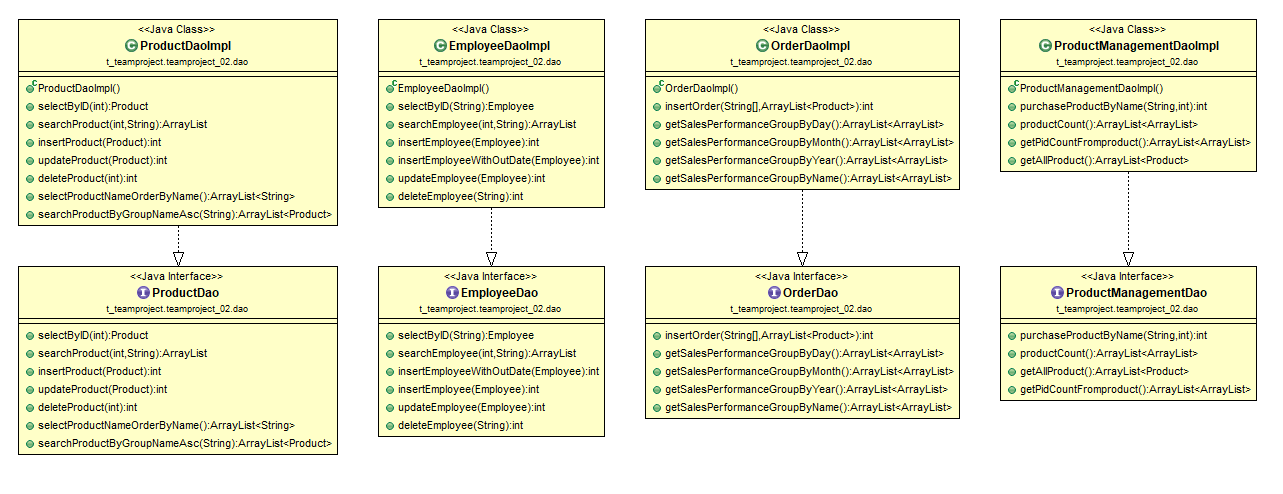 <<Java Class>>
ProductDaoImpl
t_teamproject.teamproject_02.dao
ProductDaoImpl()
selectByID(int):Product
searchProduct(int,String):ArrayList
insertProduct(Product):int
updateProduct(Product):int
deleteProduct(int):int
selectProductNameOrderByName():ArrayList<String>
searchProductByGroupNameAsc(String):ArrayList<Product>
<<Java Class>>
EmployeeDaoImpl
t_teamproject.teamproject_02.dao
EmployeeDaoImpl()
selectByID(String):Employee
searchEmployee(int,String):ArrayList
insertEmployee(Employee):int
insertEmployeeWithOutDate(Employee):int
updateEmployee(Employee):int
deleteEmployee(String):int
<<Java Class>>
OrderDaoImpl
t_teamproject.teamproject_02.dao
OrderDaoImpl()
insertOrder(String[],ArrayList<Product>):int
getSalesPerformanceGroupByDay():ArrayList<ArrayList>
getSalesPerformanceGroupByMonth():ArrayList<ArrayList>
getSalesPerformanceGroupByYear():ArrayList<ArrayList>
getSalesPerformanceGroupByName():ArrayList<ArrayList>
<<Java Class>>
ProductManagementDaoImpl
t_teamproject.teamproject_02.dao
ProductManagementDaoImpl()
purchaseProductByName(String,int):int
productCount():ArrayList<ArrayList>
getPidCountFromproduct():ArrayList<ArrayList>
getAllProduct():ArrayList<Product>
<<Java Interface>>
ProductDao
t_teamproject.teamproject_02.dao
selectByID(int):Product
searchProduct(int,String):ArrayList
insertProduct(Product):int
updateProduct(Product):int
deleteProduct(int):int
selectProductNameOrderByName():ArrayList<String>
searchProductByGroupNameAsc(String):ArrayList<Product>
<<Java Interface>>
EmployeeDao
t_teamproject.teamproject_02.dao
selectByID(String):Employee
searchEmployee(int,String):ArrayList
insertEmployeeWithOutDate(Employee):int
insertEmployee(Employee):int
updateEmployee(Employee):int
deleteEmployee(String):int
<<Java Interface>>
OrderDao
t_teamproject.teamproject_02.dao
insertOrder(String[],ArrayList<Product>):int
getSalesPerformanceGroupByDay():ArrayList<ArrayList>
getSalesPerformanceGroupByMonth():ArrayList<ArrayList>
getSalesPerformanceGroupByYear():ArrayList<ArrayList>
getSalesPerformanceGroupByName():ArrayList<ArrayList>
<<Java Interface>>
ProductManagementDao
t_teamproject.teamproject_02.dao
purchaseProductByName(String,int):int
productCount():ArrayList<ArrayList>
getAllProduct():ArrayList<Product>
getPidCountFromproduct():ArrayList<ArrayList>